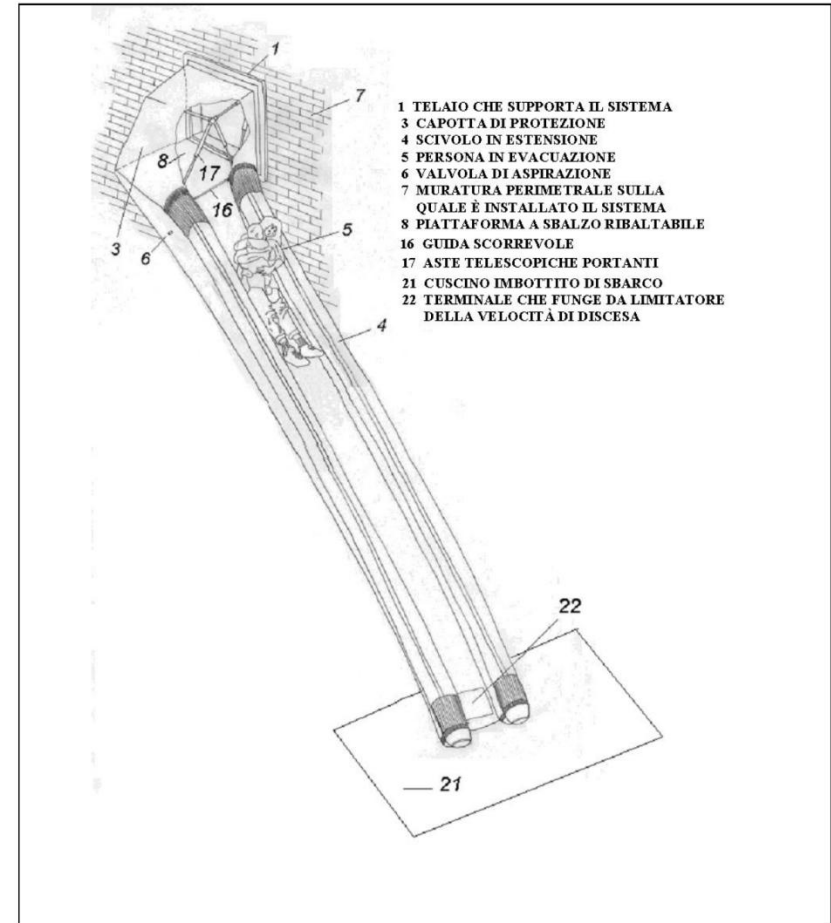 1 TELAIO CHE SUPPORTA IL SISTEMA
3 CAPOTTA DI PROTEZIONE
4 SCIVOLO IN ESTENSIONE
5 PERSONA IN EVACUAZIONE
6 VALVOLA DI ASPIRAZIONE
7 MURATURA PERIMETRALE SULLA
QUALE È INSTALLATO IL SISTEMA
8 PIATTAFORMA A SBALZO RIBALTABILE
16 GUIDA SCORREVOLE
17 ASTE TELESCOPICHE PORTANTI
21 CUSCINO IMBOTTITO DI SBARCO
22 TERMINALE CHE FUNGE DA LIMITATORE
DELLA VELOCITÀ DI DISCESA
1
7
8
17
16
3
6
5
4
22
21